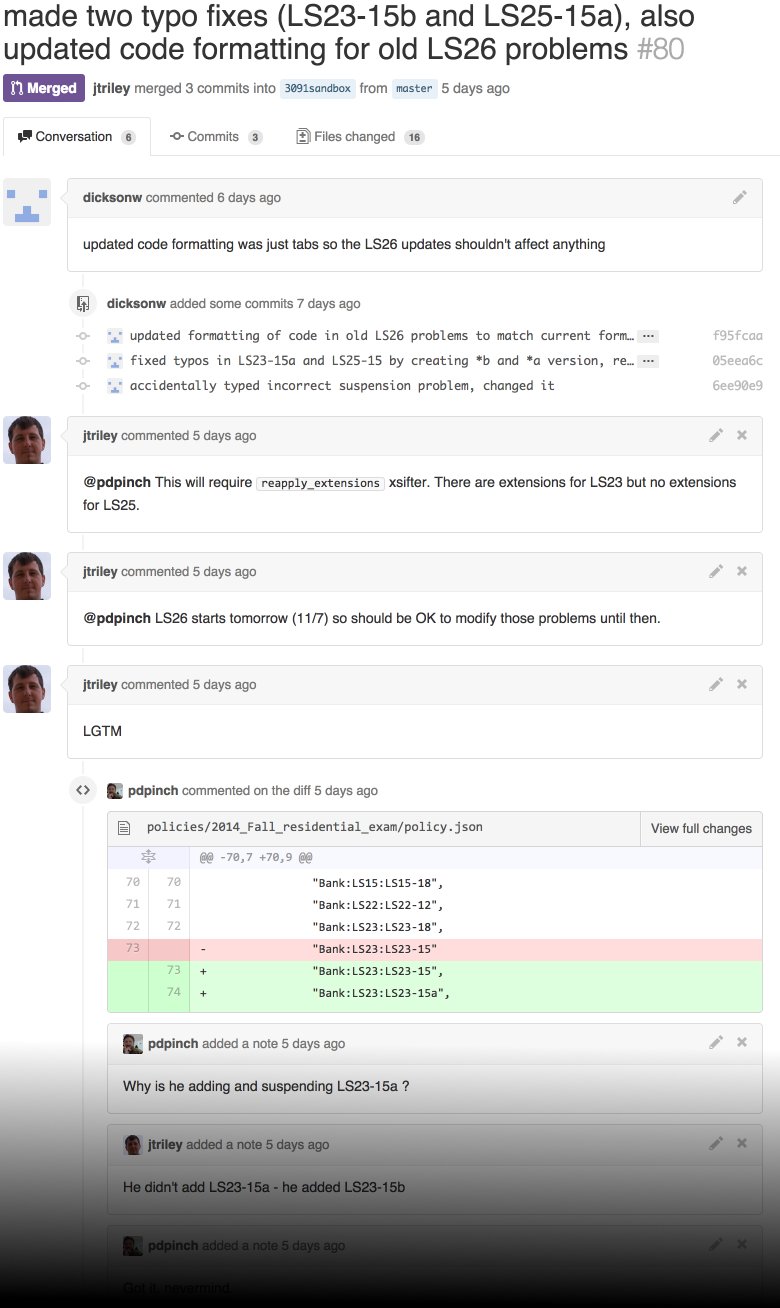 made two typo fixes (LS23-15b and LS25-15a), also
updated code formatting for old LS26 problems #80
Merged jtriley merged 3 commits into 3091sandbox from master 5 days ago
Conversation 6 Commits 3 Files changed 16
dicksonw commented 6 days ago
updated code formatting was just tabs so the LS26 updates shouldn't affect anything
dicksonw added some commits 7 days ago
updated formatting of code in old LS26 problems to match current form… ... f95fcaa
fixed typos in LS23-15a and LS25-15 by creating *b and *a version, re… ... 05eea6c
accidentally typed incorrect suspension problem, changed it 6ee90e9
jtriley commented 5 days ago
@pdpinch This will require reapply_extensions xsifter. There are extensions for LS23 but no extensions
for LS25.
jtriley commented 5 days ago
@pdpinch LS26 starts tomorrow (11/7) so should be OK to modify those problems until then.
jtriley commented 5 days ago
LGTM
pdpinch commented on the diff 5 days ago
policies/2014_Fall_residential_exam/policy.json View full changes
@@ -70,7 +70,9 @@
70 70 "Bank:LS15:LS15-18",
71 71 "Bank:LS22:LS22-12",
72 72 "Bank:LS23:LS23-18",
73 - "Bank:LS23:LS23-15"
73 + "Bank:LS23:LS23-15",
74 + "Bank:LS23:LS23-15a",
pdpinch added a note 5 days ago
Why is he adding and suspending LS23-15a ?
jtriley added a note 5 days ago
He didn't add LS23-15a - he added LS23-15b
pdpinch added a note 5 days ago
Got it, nevermind